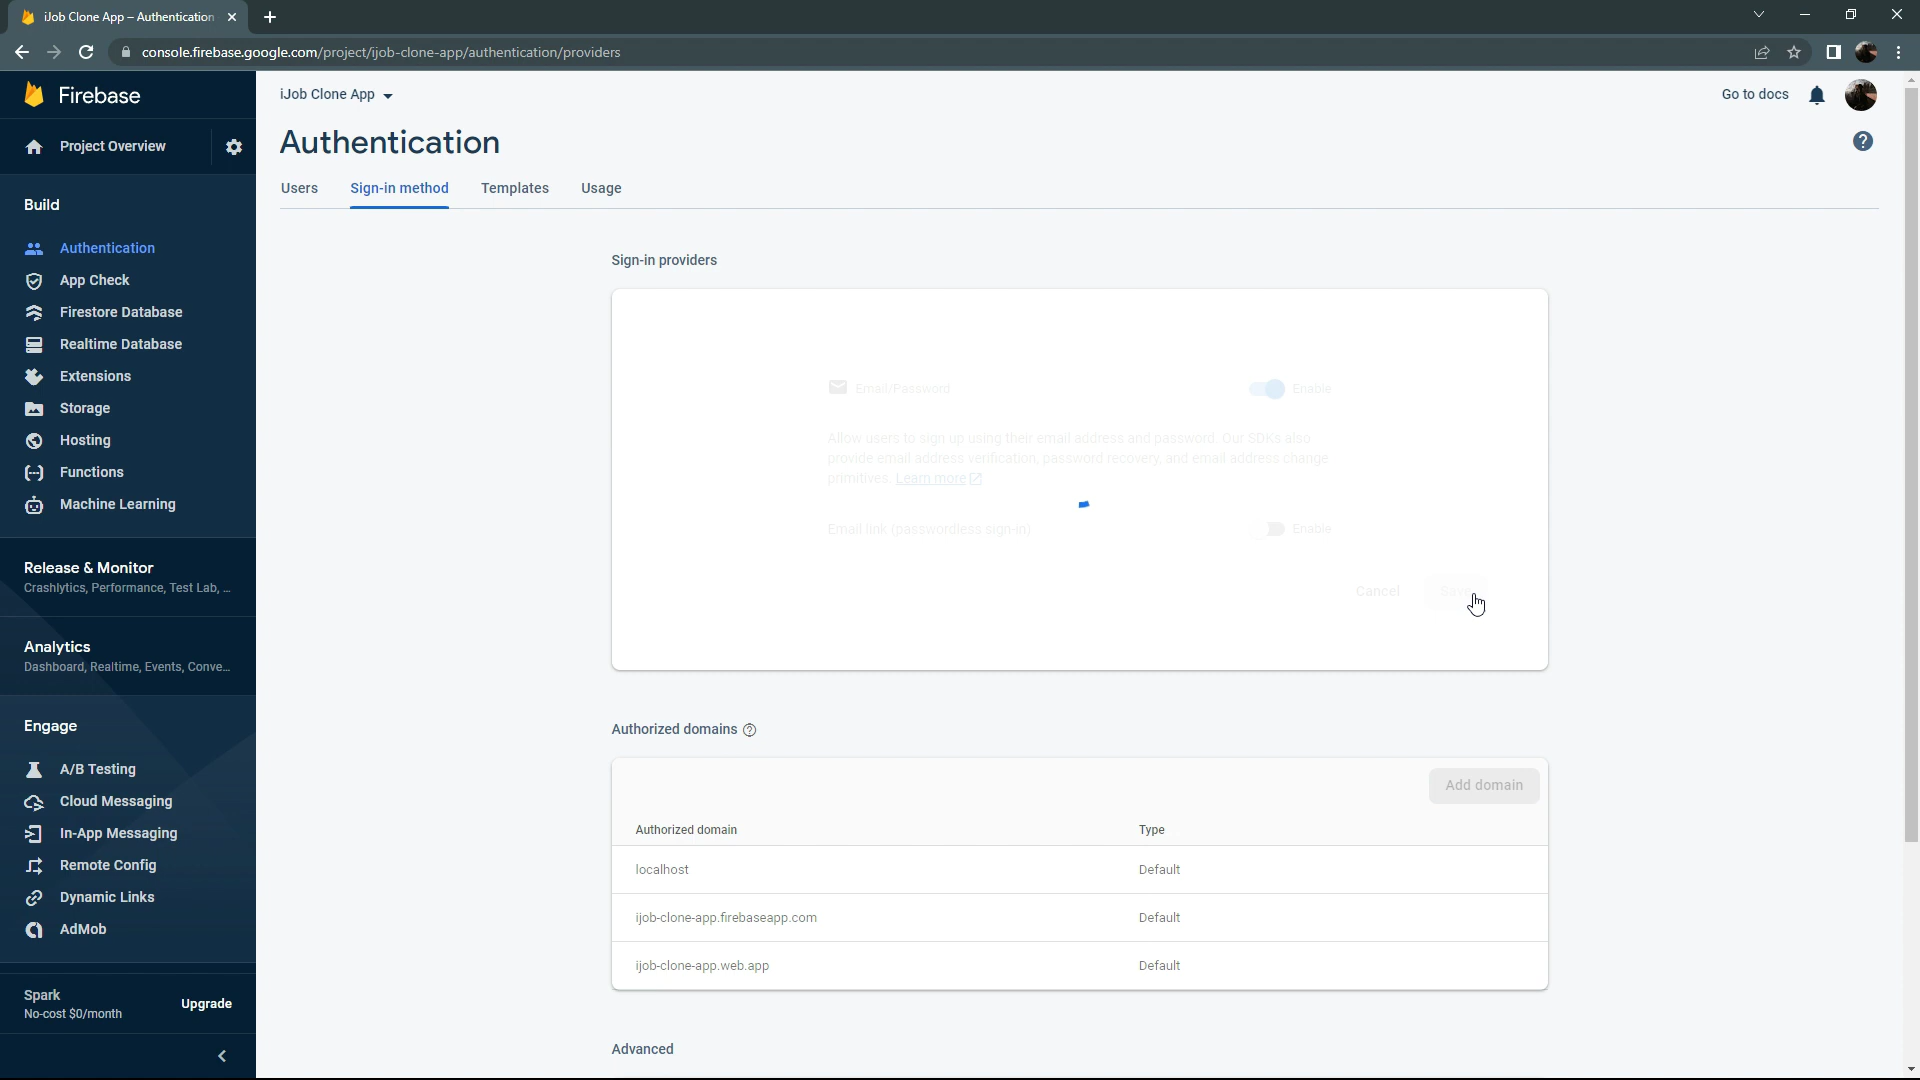 iJob Clone App – Authentication
console.firebase.google.com/project/ijob-clone-app/authentication/providers
Firebase
iJob Clone App
Go to docs
Project Overview
Authentication
Users
Sign-in method
Templates
Usage
Build
Authentication
App Check
Firestore Database
Realtime Database
Extensions
Storage
Hosting
Functions
Machine Learning
Release & Monitor
Crashlytics, Performance, Test Lab, ...
Analytics
Dashboard, Realtime, Events, Conve...
Engage
A/B Testing
Cloud Messaging
In-App Messaging
Remote Config
Dynamic Links
AdMob
Spark
No-cost $0/month
Upgrade
Sign-in providers
Email/Password
Enable
Allow users to sign up using their email address and password. Our SDKs also
provide email address verification, password recovery, and email address change
primitives. Learn more
Email link (passwordless sign-in)
Enable
Cancel
Save
Authorized domains
Add domain
Authorized domain
Type
localhost
Default
ijob-clone-app.firebaseapp.com
Default
ijob-clone-app.web.app
Default
Advanced